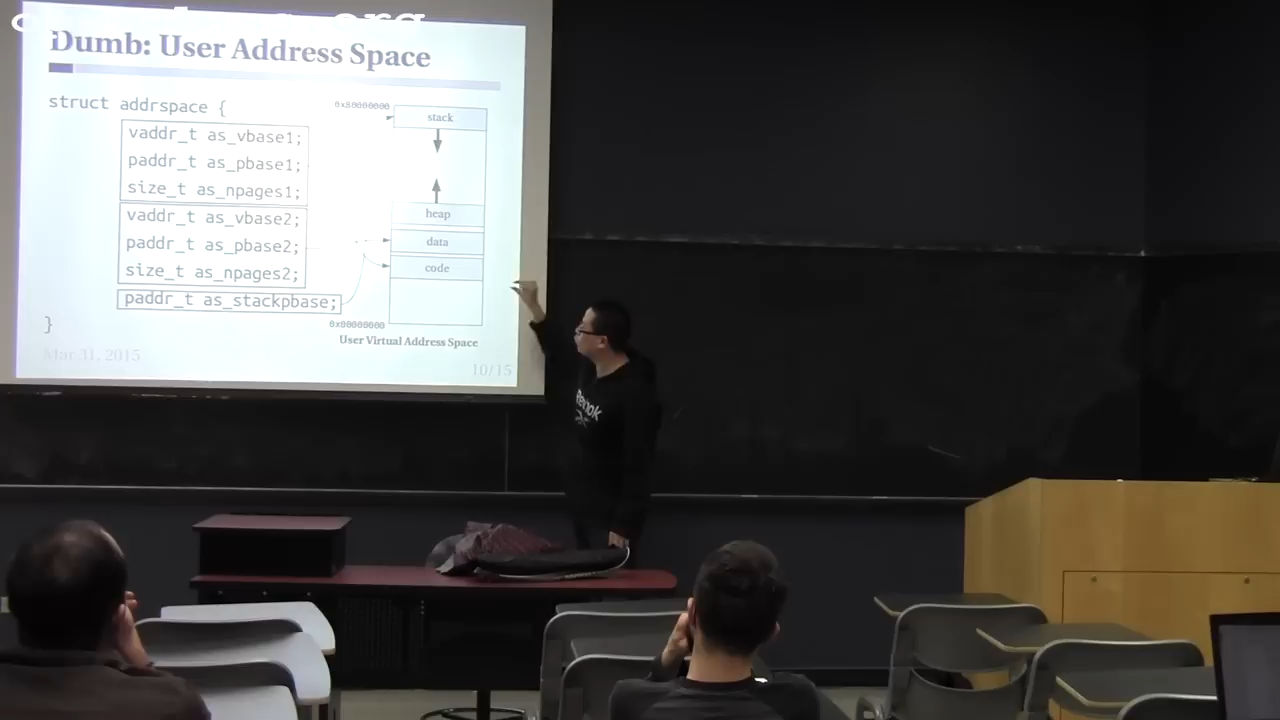 Dumb: User Address Space
struct addrspace {
vaddr_t as_vbase1;
paddr_t as_pbase1;
size_t as_npages1;
vaddr_t as_vbase2;
paddr_t as_pbase2;
size_t as_npages2;
paddr_t as_stackpbase;
}
0x80000000
stack
heap
data
code
0x00000000
User Virtual Address Space
Mar 31, 2015
10/15